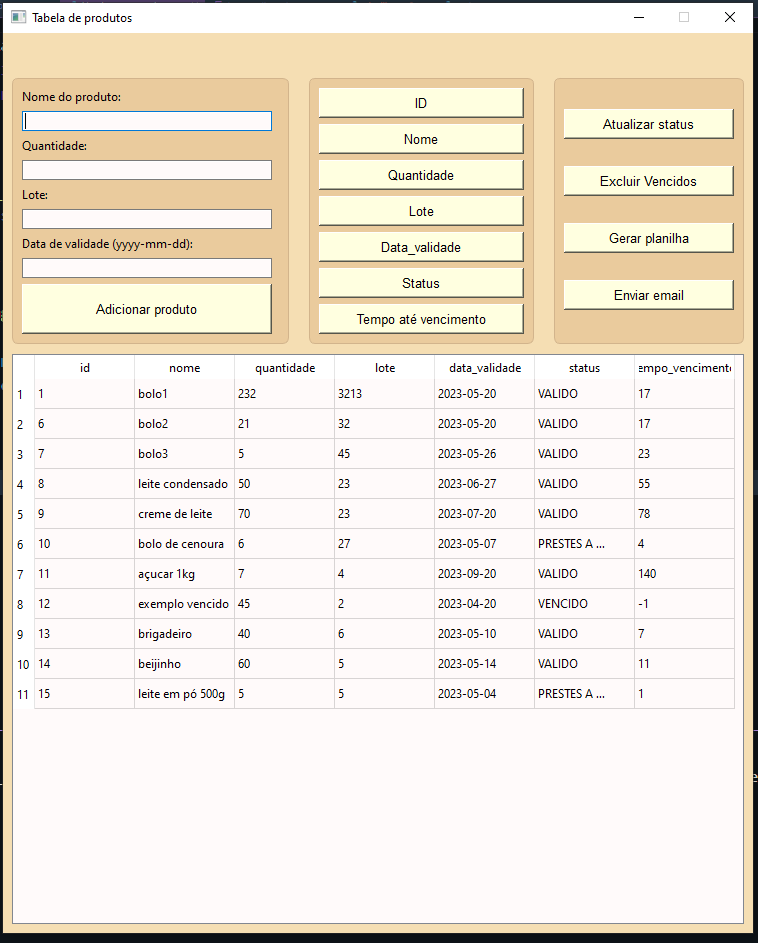 Tabela de produtos
Nome do produto:
Quantidade:
Lote:
Data de validade (yyyy-mm-dd):
Adicionar produto
ID
Nome
Quantidade
Lote
Data_validade
Status
Tempo até vencimento
Atualizar status
Excluir Vencidos
Gerar planilha
Enviar email
id nome quantidade lote data_validade status empo_vencimento
1 1 bolo1 232 3213 2023-05-20 VALIDO 17
2 6 bolo2 21 32 2023-05-20 VALIDO 17
3 7 bolo3 5 45 2023-05-26 VALIDO 23
4 8 leite condensado 50 23 2023-06-27 VALIDO 55
5 9 creme de leite 70 23 2023-07-20 VALIDO 78
6 10 bolo de cenoura 6 27 2023-05-07 PRESTES A ... 4
7 11 açucar 1kg 7 4 2023-09-20 VALIDO 140
8 12 exemplo vencido 45 2 2023-04-20 VENCIDO -1
9 13 brigadeiro 40 6 2023-05-10 VALIDO 7
10 14 beijinho 60 5 2023-05-14 VALIDO 11
11 15 leite em pó 500g 5 5 2023-05-04 PRESTES A ... 1